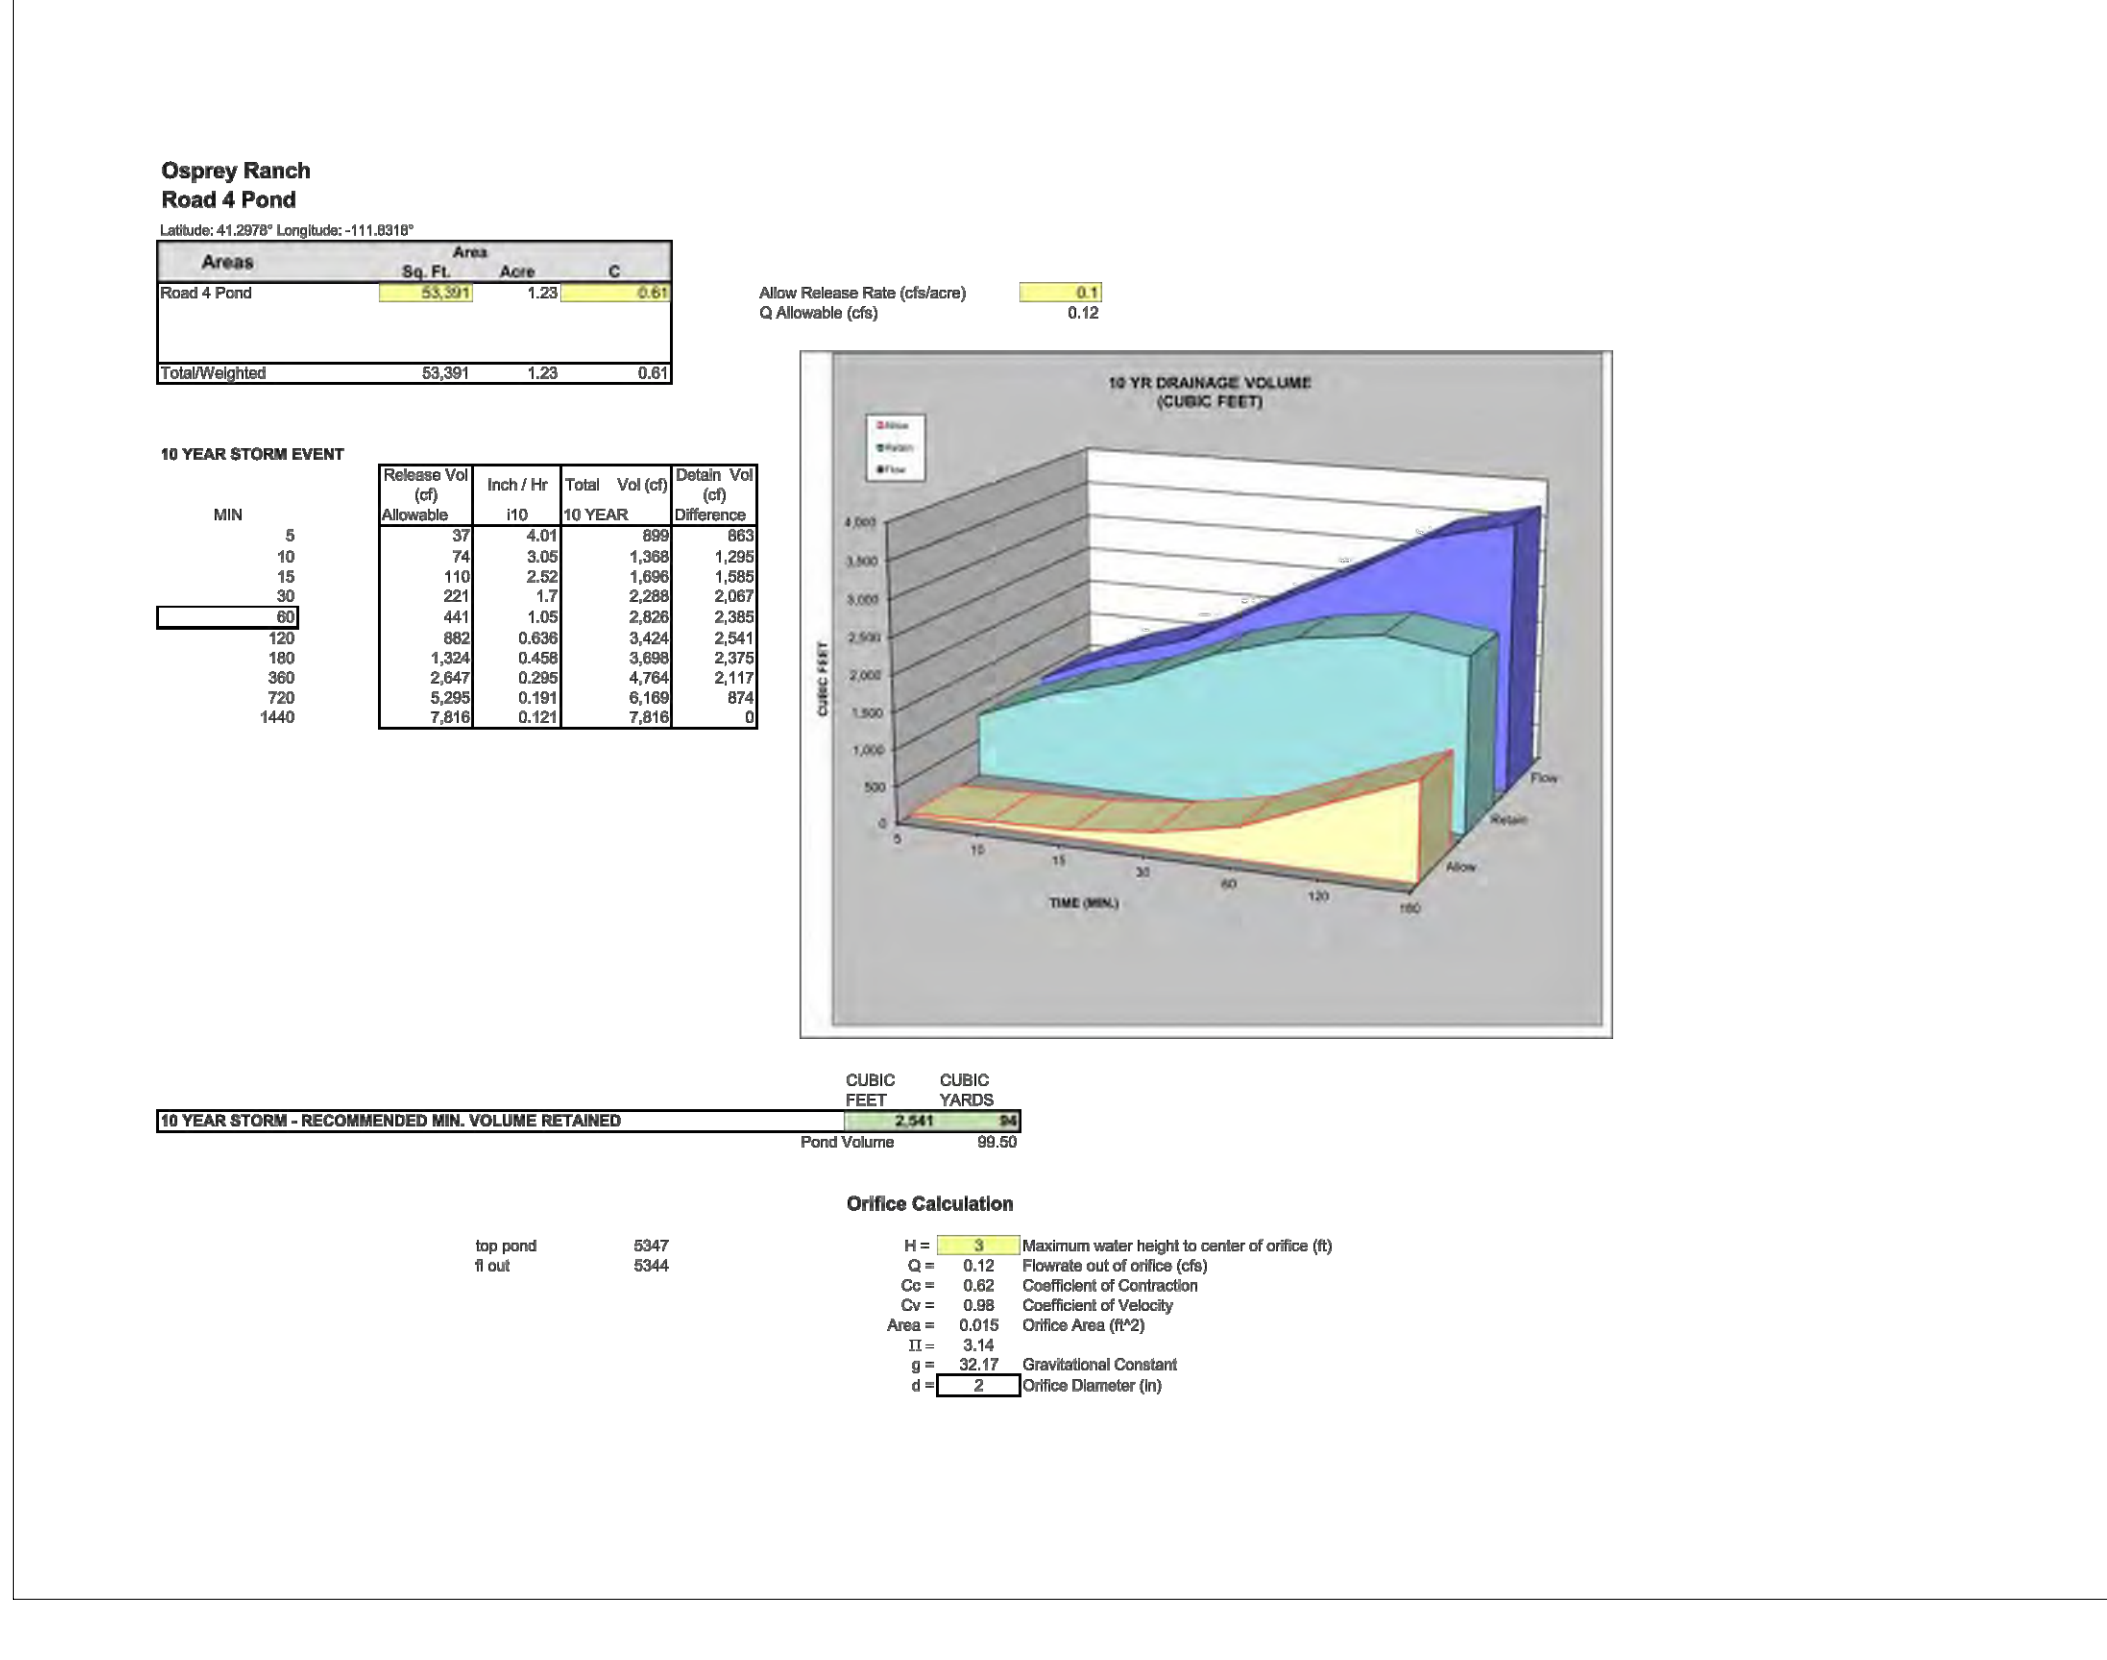 Osprey Ranch
Road 4 Pond
Latitude: 41.2978° Longitude: -111.8318°
Areas Area
Sq. Ft. Acre C
Road 4 Pond 53,391 1.23 0.61
Total/Weighted 53,391 1.23 0.61
Allow Release Rate (cfs/acre) 0.1
Q Allowable (cfs) 0.12
10 YEAR STORM EVENT
Release Vol Inch / Hr Total Vol (cf) Detain Vol
(cf) (cf)
MIN Allowable i10 10 YEAR Difference
5 37 4.01 899 863
10 74 3.05 1,368 1,295
15 110 2.52 1,696 1,585
30 221 1.7 2,288 2,067
60 441 1.05 2,826 2,385
120 882 0.636 3,424 2,541
180 1,324 0.458 3,698 2,375
360 2,647 0.295 4,764 2,117
720 5,295 0.191 6,169 874
1440 7,816 0.121 7,816 0
10 YR DRAINAGE VOLUME
(CUBIC FEET)
Allow
Retain
Flow
4,000
3,500
3,000
2,500
2,000
1,500
1,000
500
0
CUBIC FEET
5 10 15 30 60 120 180
TIME (MIN.)
Flow
Retain
Allow
CUBIC CUBIC
FEET YARDS
10 YEAR STORM - RECOMMENDED MIN. VOLUME RETAINED 2,541 94
Pond Volume 99.50
Orifice Calculation
top pond 5347
fl out 5344
H = 3 Maximum water height to center of orifice (ft)
Q = 0.12 Flowrate out of orifice (cfs)
Cc = 0.62 Coefficient of Contraction
Cv = 0.98 Coefficient of Velocity
Area = 0.015 Orifice Area (ft^2)
Π = 3.14
g = 32.17 Gravitational Constant
d = 2 Orifice Diameter (in)